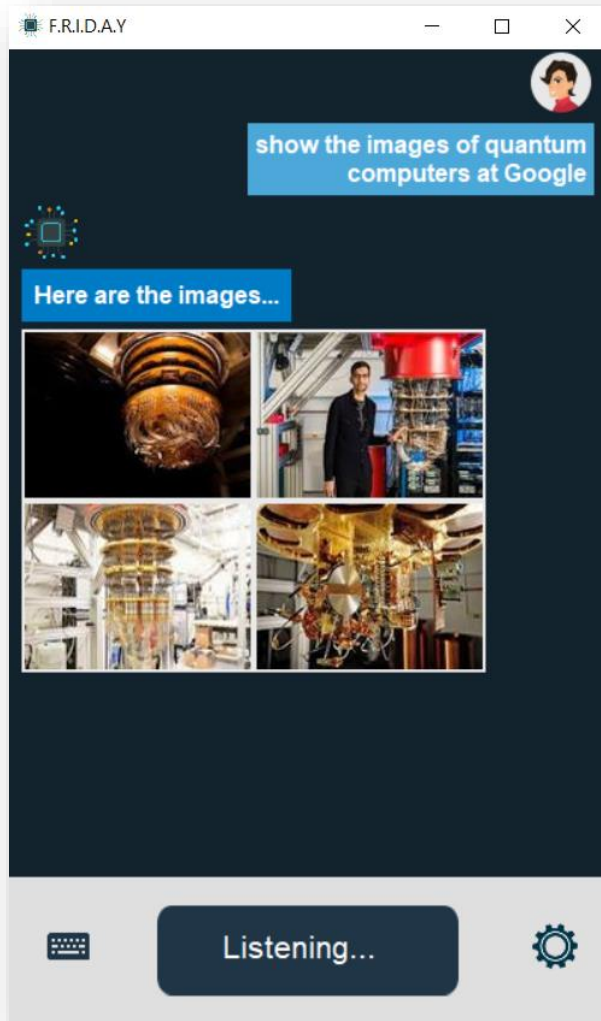 F.R.I.D.A.Y
show the images of quantum
computers at Google
Here are the images...
Listening...